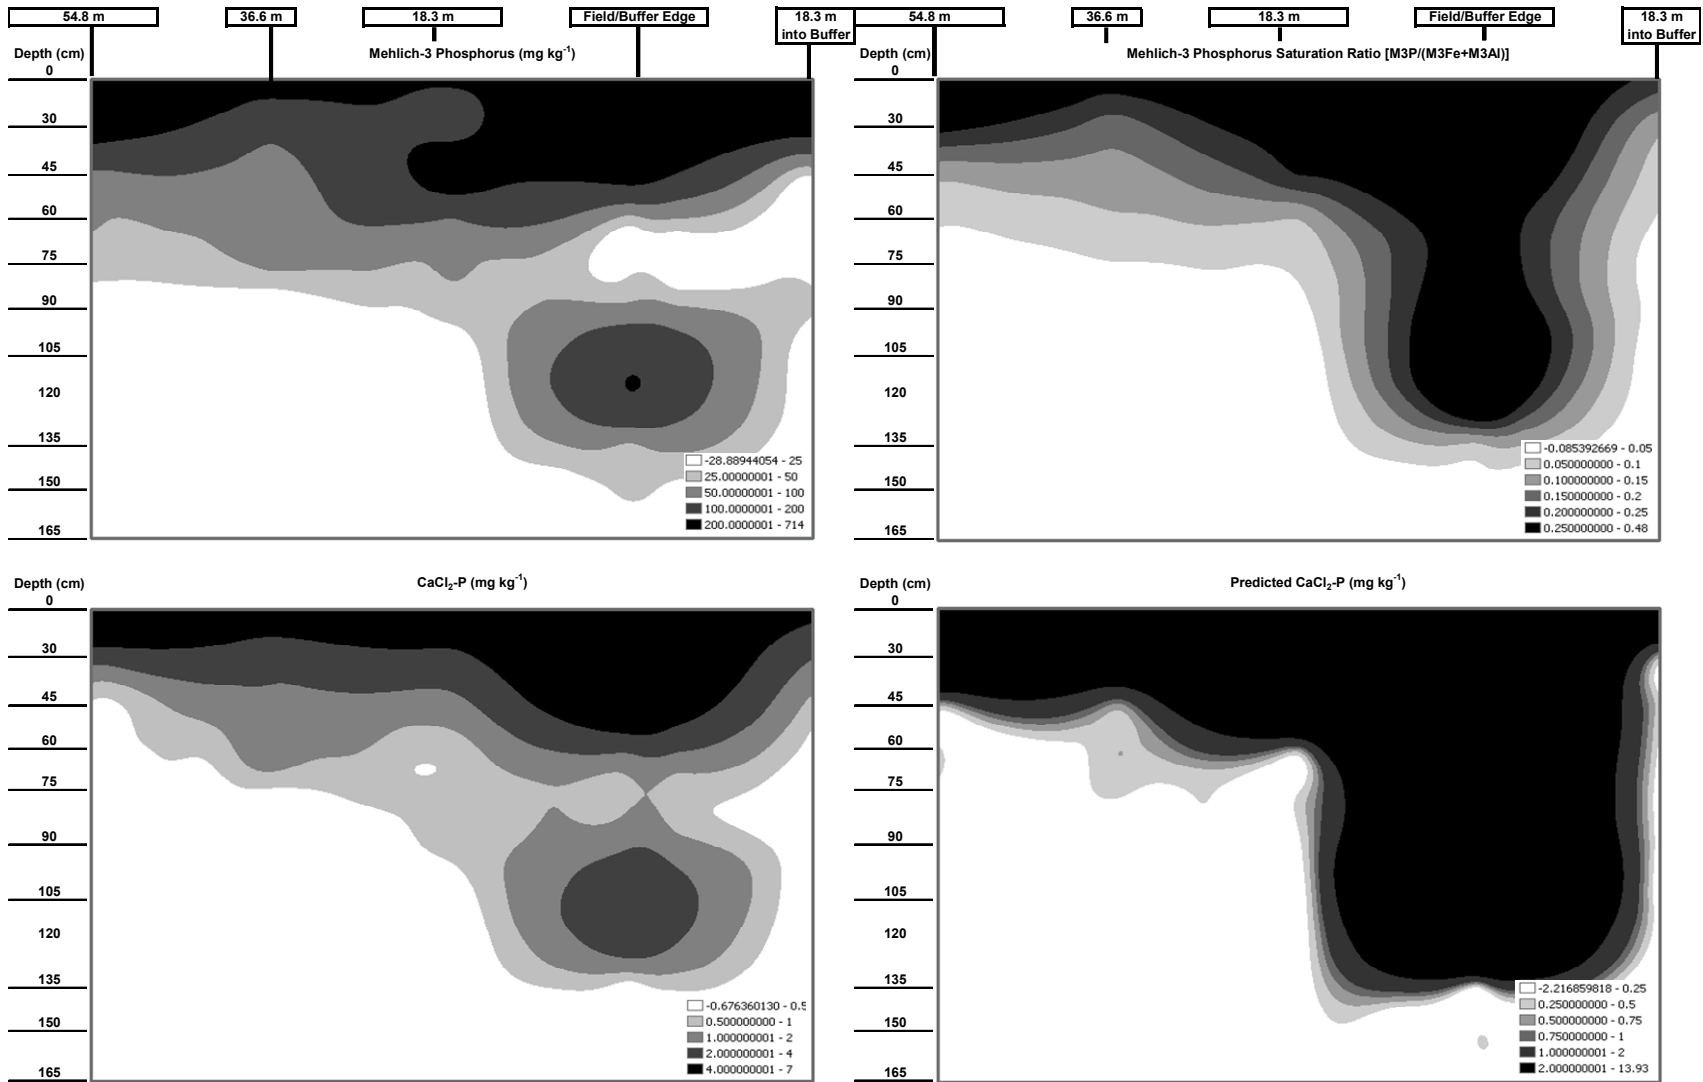 54.8 m
36.6 m
18.3 m
Field/Buffer Edge
18.3 m
into Buffer
54.8 m
36.6 m
18.3 m
Field/Buffer Edge
18.3 m
into Buffer
Depth (cm)
Mehlich-3 Phosphorus (mg kg⁻¹)
0
30
45
60
75
90
105
120
135
150
165
-28.88944054 - 25
25.00000001 - 50
50.00000001 - 100
100.0000001 - 200
200.0000001 - 714
Depth (cm)
Mehlich-3 Phosphorus Saturation Ratio [M3P/(M3Fe+M3Al)]
0
30
45
60
75
90
105
120
135
150
165
-0.085392669 - 0.05
0.050000000 - 0.1
0.100000000 - 0.15
0.150000000 - 0.2
0.200000000 - 0.25
0.250000000 - 0.48
Depth (cm)
CaCl₂-P (mg kg⁻¹)
0
30
45
60
75
90
105
120
135
150
165
-0.676360130 - 0.5
0.500000000 - 1
1.000000001 - 2
2.000000001 - 4
4.000000001 - 7
Depth (cm)
Predicted CaCl₂-P (mg kg⁻¹)
0
30
45
60
75
90
105
120
135
150
165
-2.216859818 - 0.25
0.250000000 - 0.5
0.500000000 - 0.75
0.750000000 - 1
1.000000001 - 2
2.000000001 - 13.93